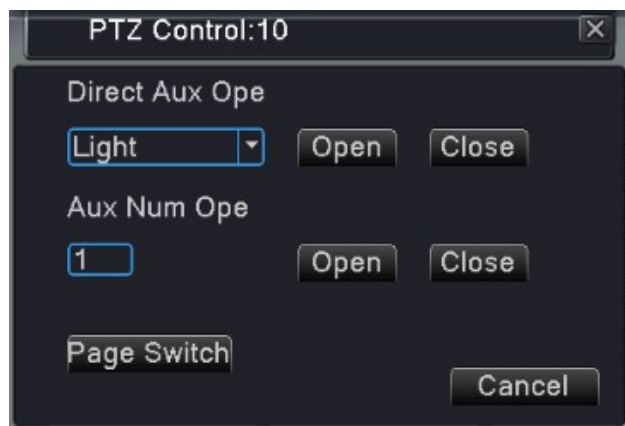 PTZ Control:10
Direct Aux Ope
Light Open Close
Aux Num Ope
1 Open Close
Page Switch
Cancel